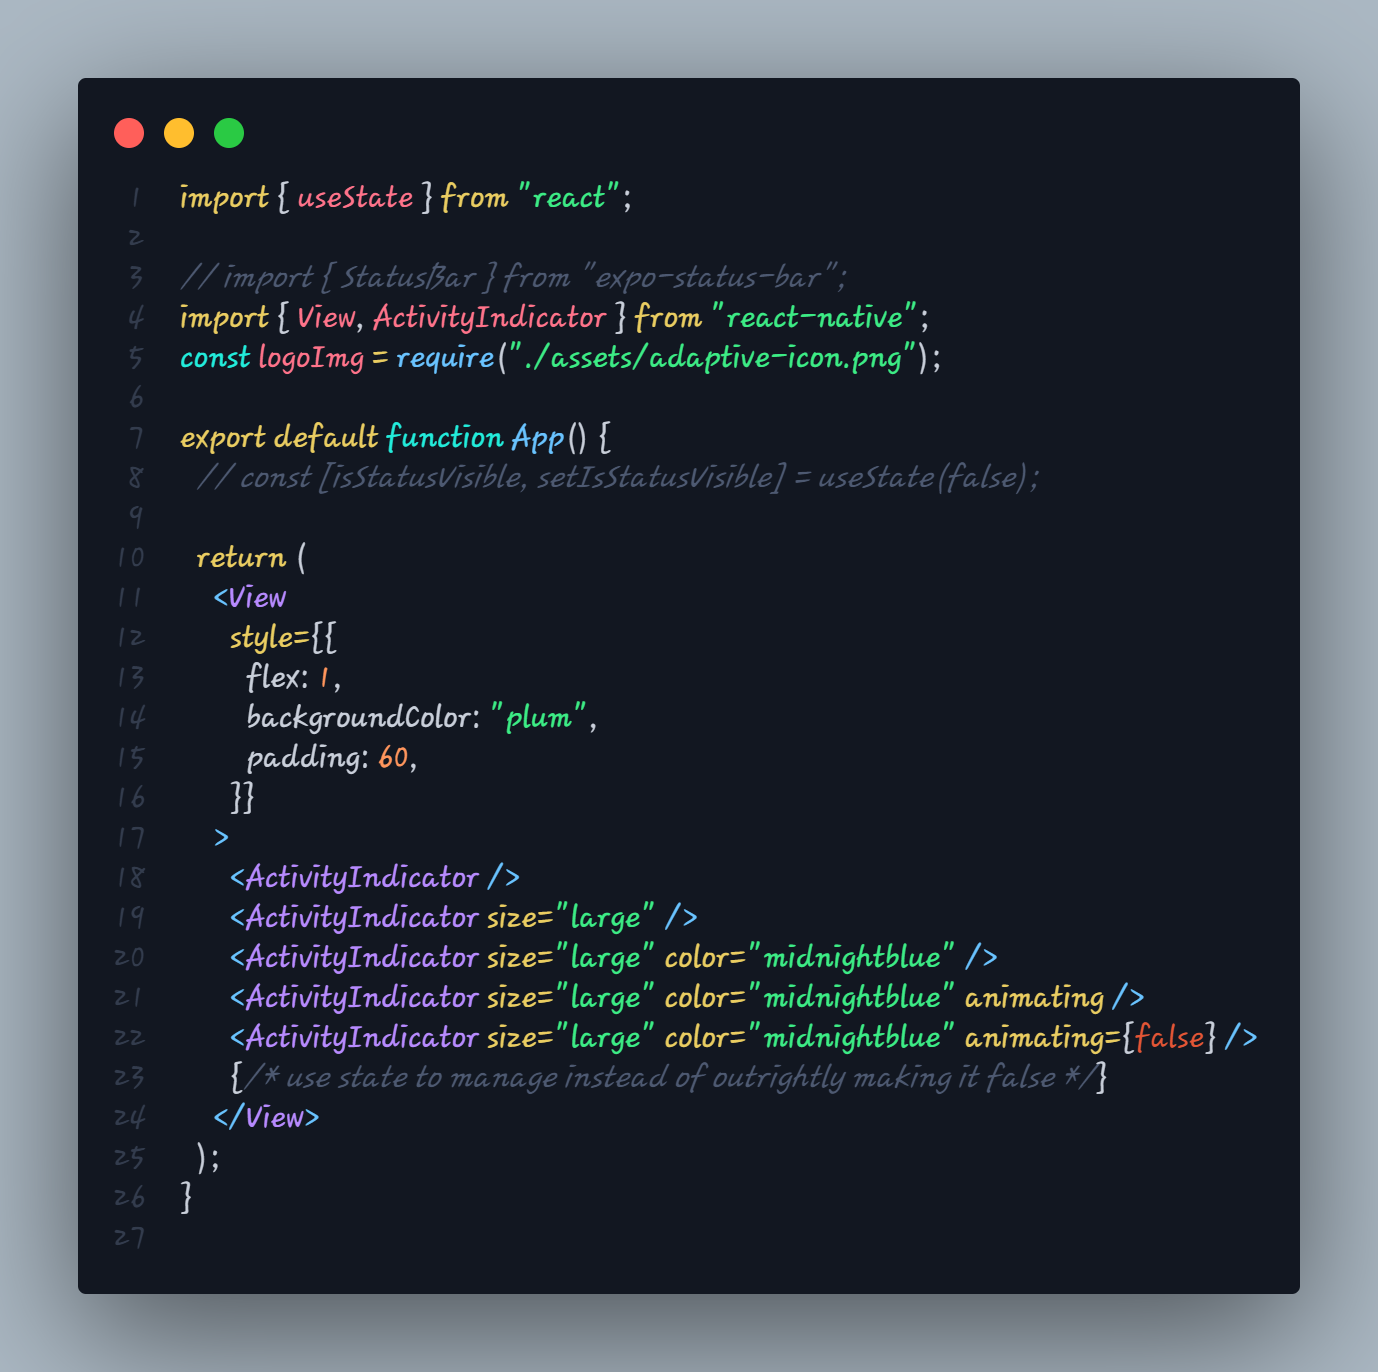 1 import { useState } from "react";
2
3 // import { StatusBar } from "expo-status-bar";
4 import { View, ActivityIndicator } from "react-native";
5 const logoImg = require("./assets/adaptive-icon.png");
6
7 export default function App() {
8   // const [isStatusVisible, setIsStatusVisible] = useState(false);
9
10   return (
11     <View
12       style={{
13         flex: 1,
14         backgroundColor: "plum",
15         padding: 60,
16       }}
17     >
18       <ActivityIndicator />
19       <ActivityIndicator size="large" />
20       <ActivityIndicator size="large" color="midnightblue" />
21       <ActivityIndicator size="large" color="midnightblue" animating />
22       <ActivityIndicator size="large" color="midnightblue" animating={false} />
23       {/* use state to manage instead of outrightly making it false */}
24     </View>
25   );
26 }
27